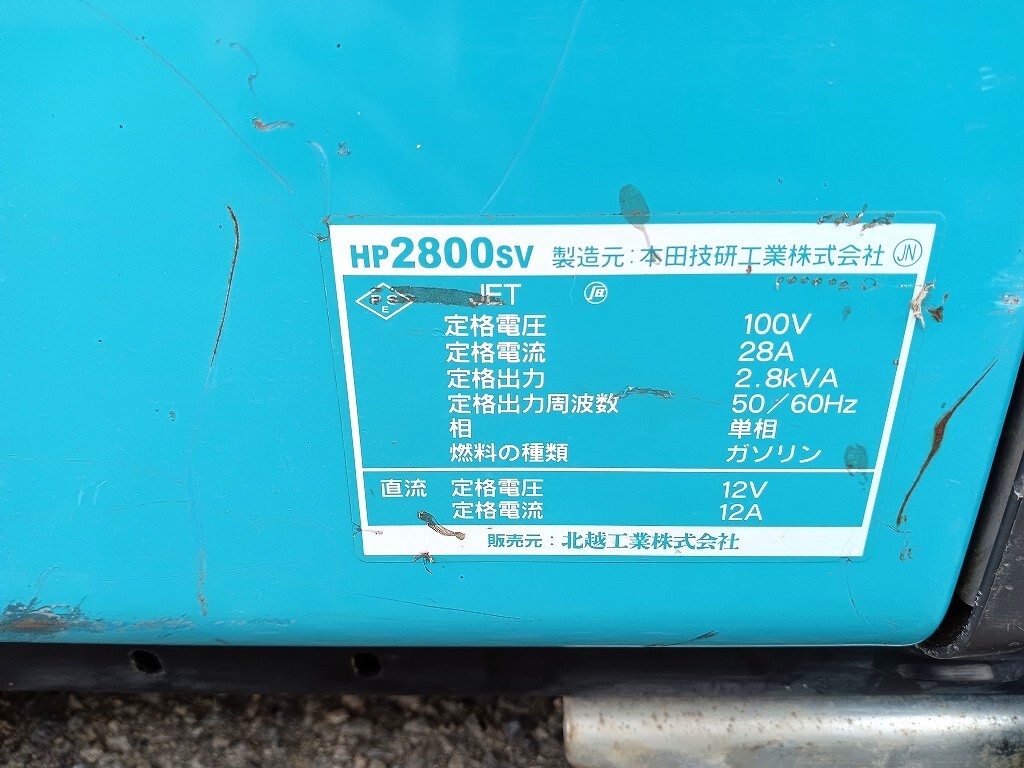 HP2800SV 製造元：本田技研工業株式会社 JN
PS
E JET
定格電圧 100V
定格電流 28A
定格出力 2.8kVA
定格出力周波数 50／60Hz
相 単相
燃料の種類 ガソリン
直流 定格電圧 12V
定格電流 12A
販売元：北越工業株式会社